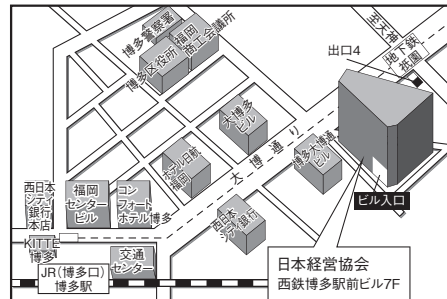 博多警察署
博多区役所
福岡
商工会議所
至天神
地下鉄
祇園
出口4
大博多
ビル
大博通り
ホテル日航
福岡
博多大博通
ビル
ビル入口
西日本
シティ
銀行
本店
福岡
センター
ビル
コン
フォート
ホテル博多
西日本
シティ銀行
KITTE
博多
交通
センター
JR(博多口)
博多駅
日本経営協会
西鉄博多駅前ビル7F